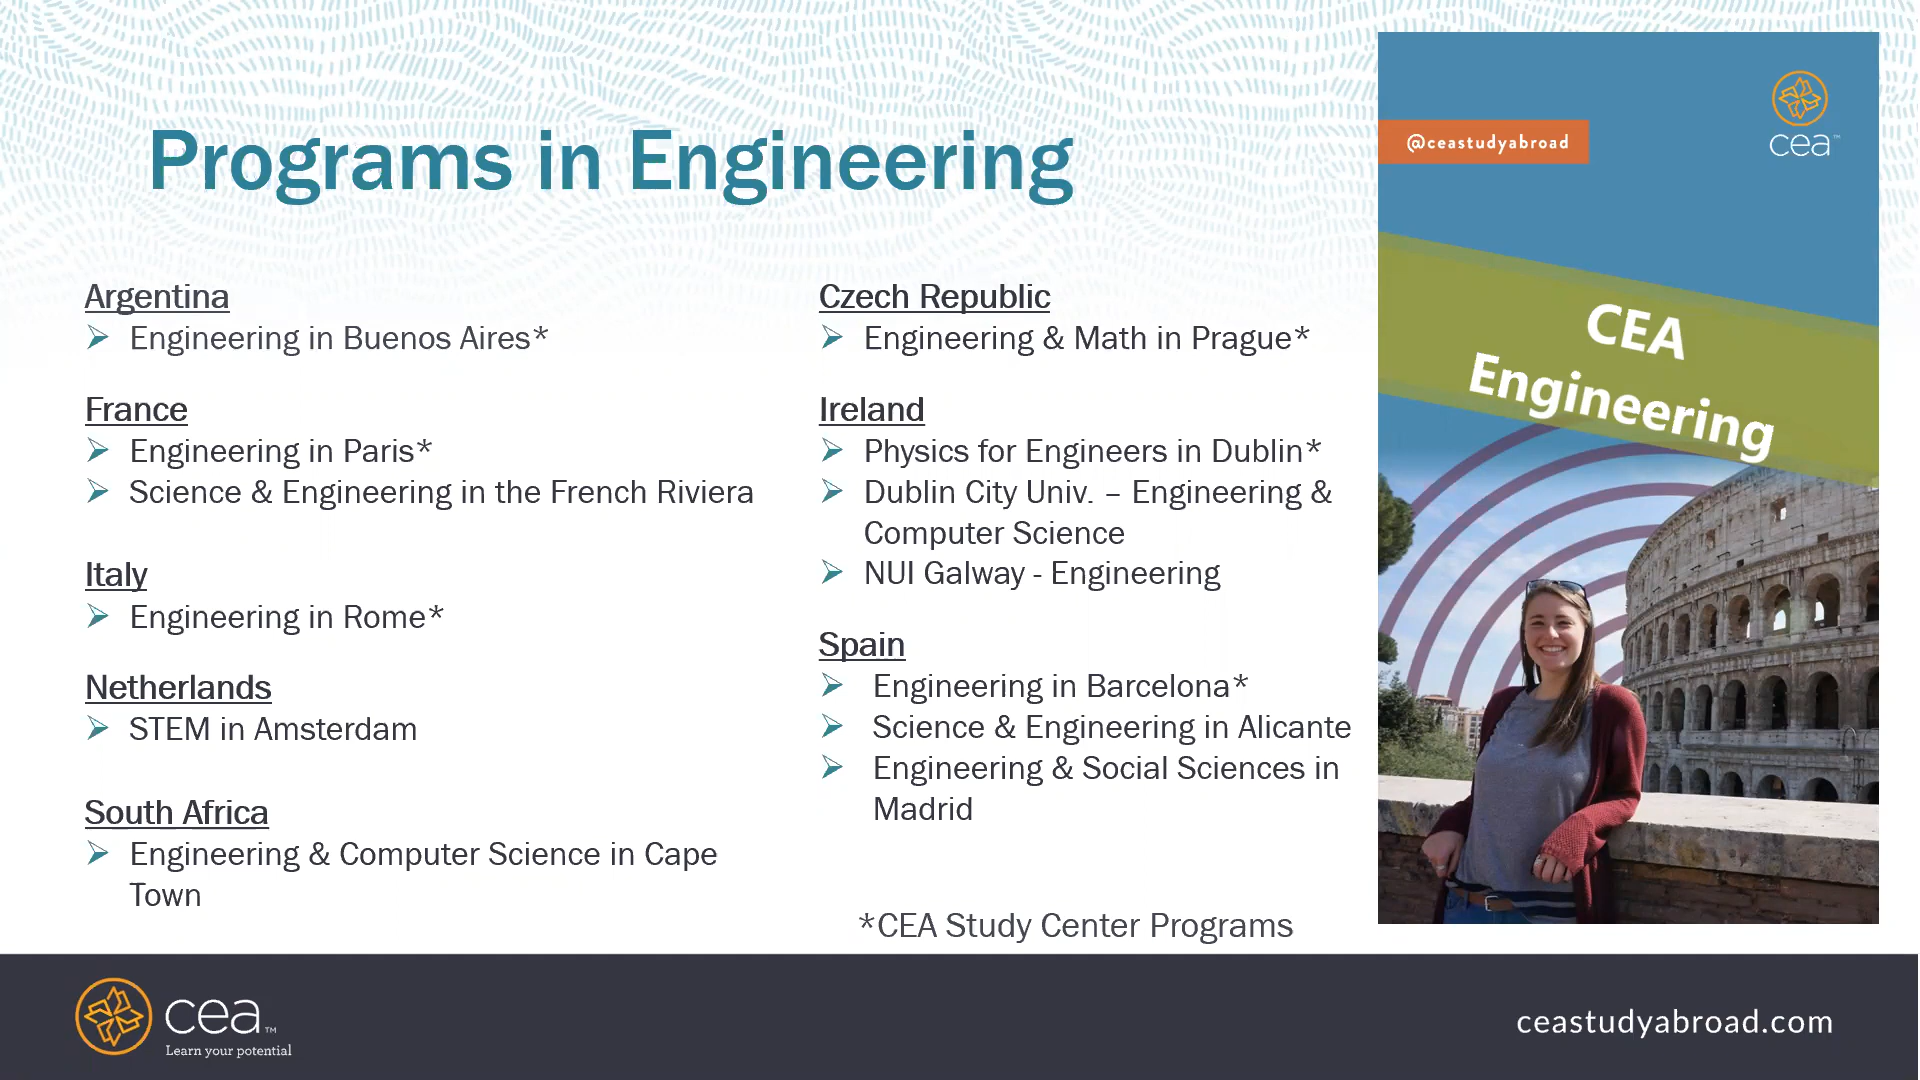 Programs in Engineering
Argentina
Engineering in Buenos Aires*
France
Engineering in Paris*
Science & Engineering in the French Riviera
Italy
Engineering in Rome*
Netherlands
STEM in Amsterdam
South Africa
Engineering & Computer Science in Cape
Town
Czech Republic
Engineering & Math in Prague*
Ireland
Physics for Engineers in Dublin*
Dublin City Univ. – Engineering &
Computer Science
NUI Galway - Engineering
Spain
Engineering in Barcelona*
Science & Engineering in Alicante
Engineering & Social Sciences in
Madrid
*CEA Study Center Programs
@ceastudyabroad
cea™
CEA
Engineering
cea™
Learn your potential
ceastudyabroad.com